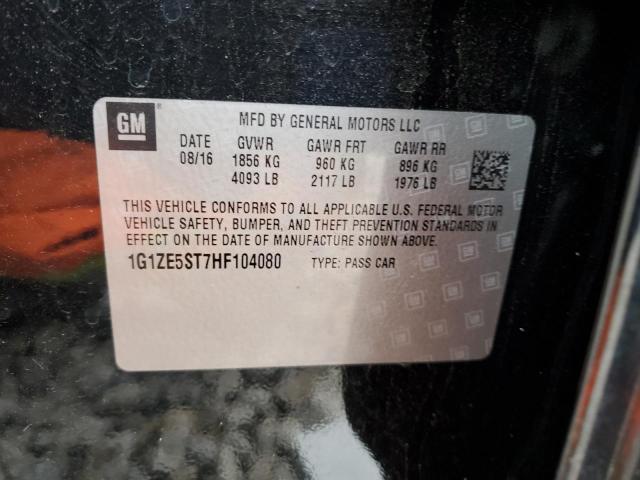 GM ® MFD BY GENERAL MOTORS LLC
DATE GVWR GAWR FRT GAWR RR
08/16 1856 KG 960 KG 896 KG
4093 LB 2117 LB 1976 LB
THIS VEHICLE CONFORMS TO ALL APPLICABLE U.S. FEDERAL MOTOR
VEHICLE SAFETY, BUMPER, AND THEFT PREVENTION STANDARDS IN
EFFECT ON THE DATE OF MANUFACTURE SHOWN ABOVE.
1G1ZE5ST7HF104080 TYPE: PASS CAR